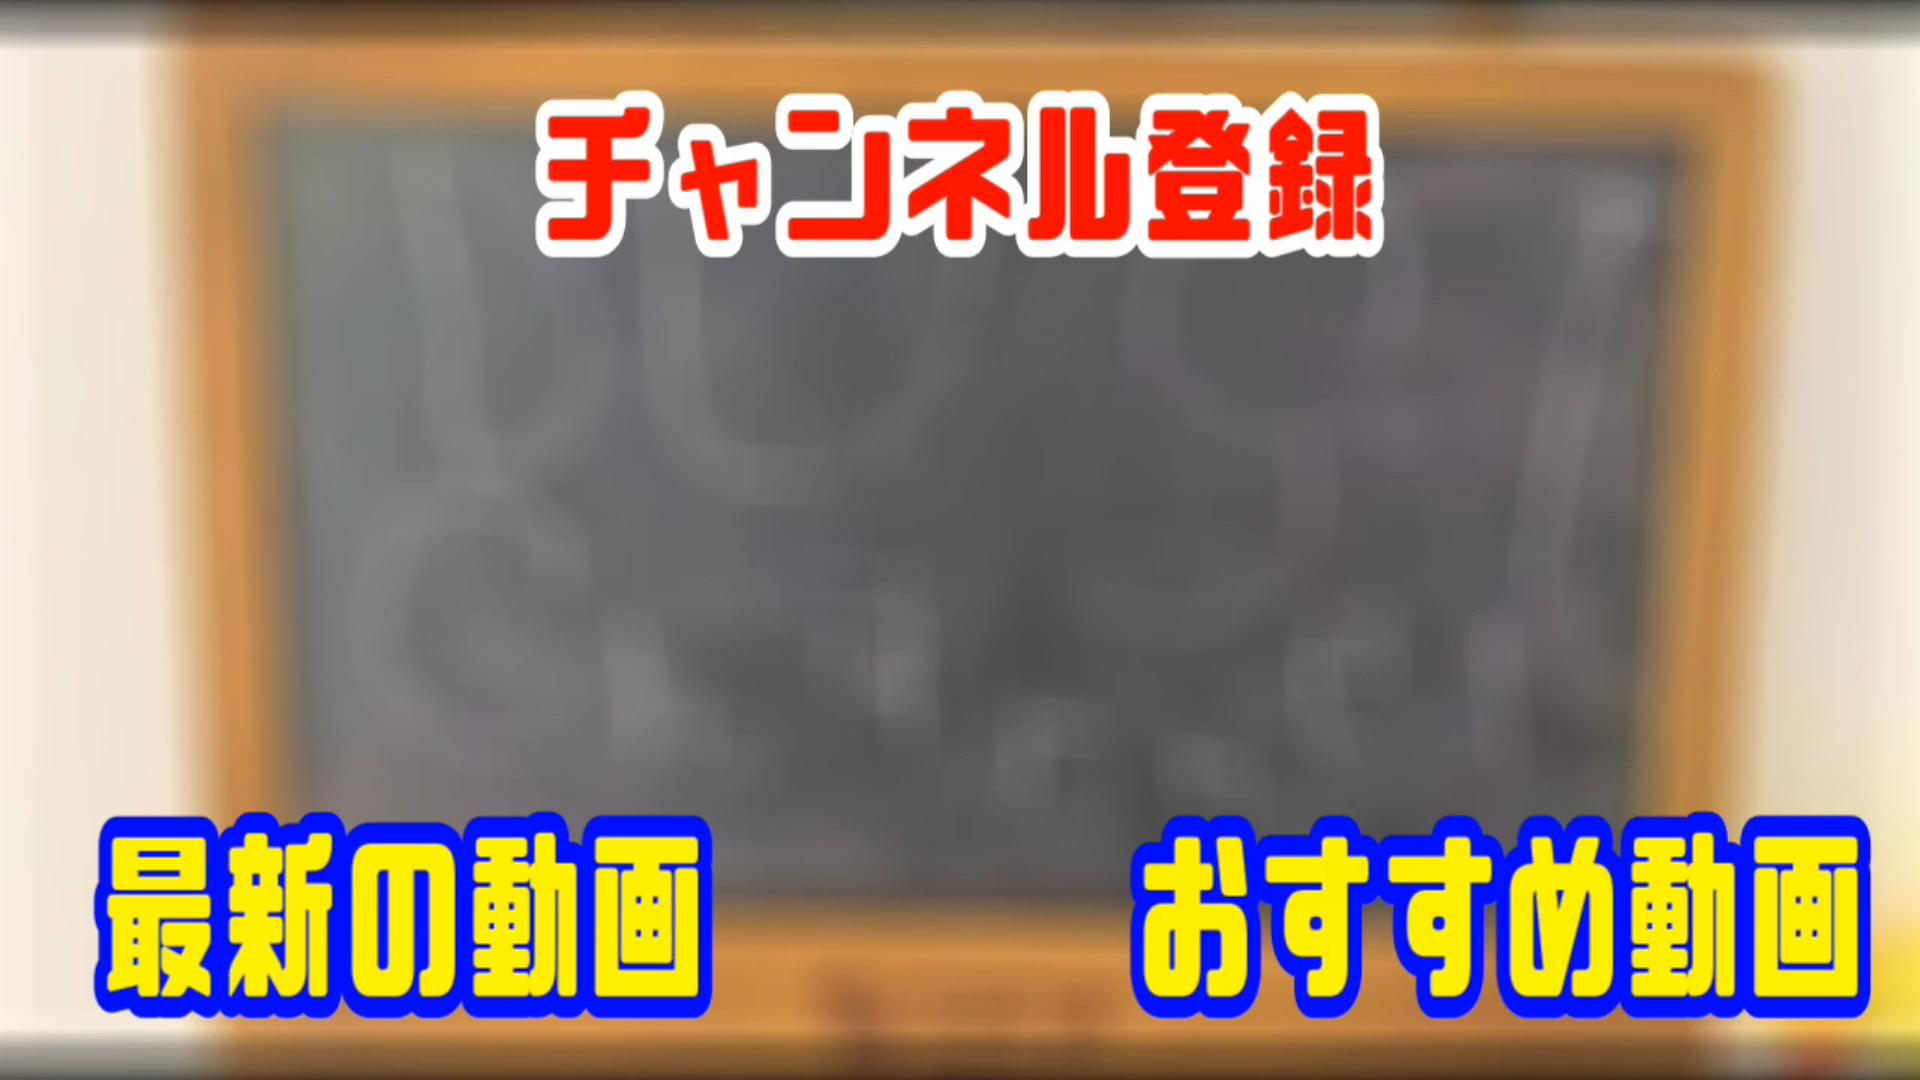 チャンネル登録
最新の動画
おすすめ動画